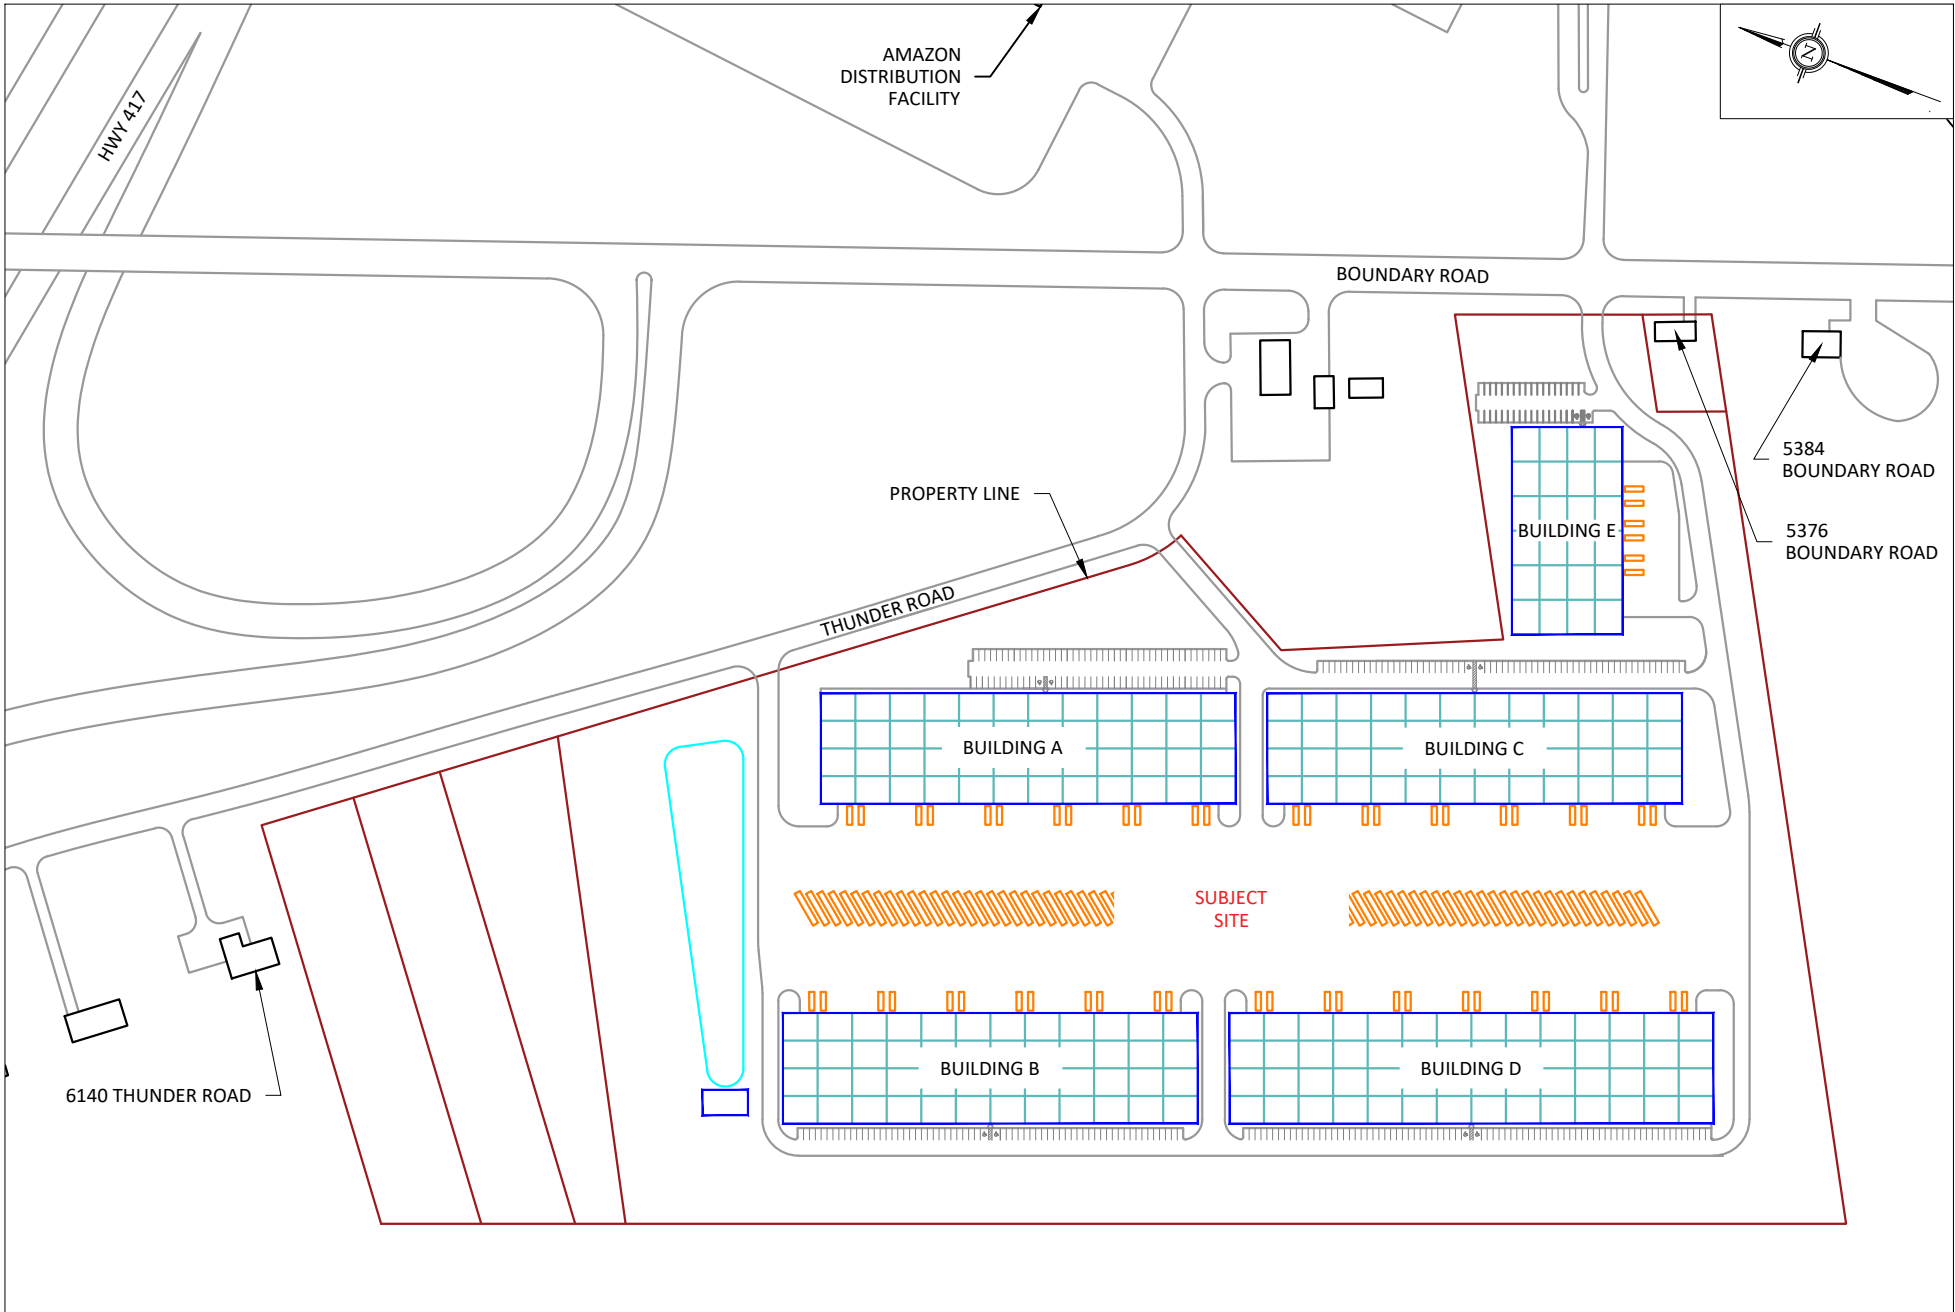 AMAZON
DISTRIBUTION
FACILITY
N
HWY 417
BOUNDARY ROAD
5384
BOUNDARY ROAD
PROPERTY LINE
BUILDING E
5376
BOUNDARY ROAD
THUNDER ROAD
BUILDING A
BUILDING C
SUBJECT
SITE
BUILDING B
BUILDING D
6140 THUNDER ROAD